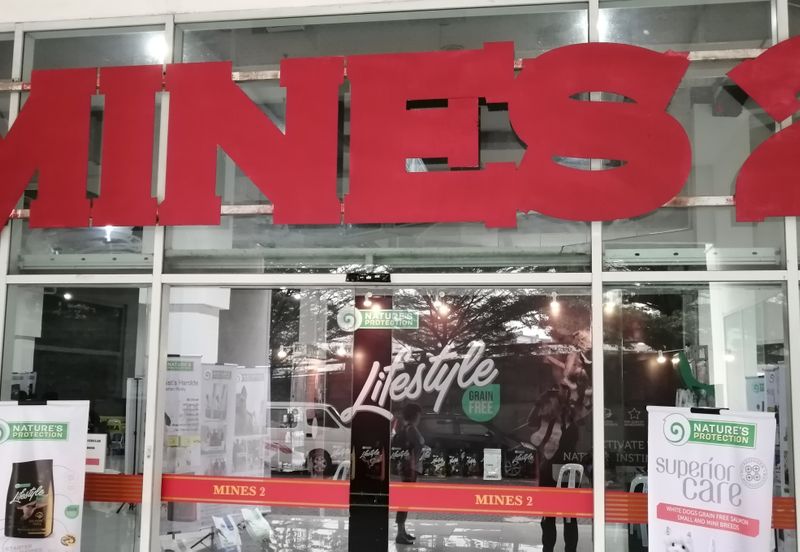 MINES 2
NATURE'S
PROTECTION
Lifestyle
GRAIN
FREE
MINES 2
MINES 2
NATURE'S
PROTECTION
Lifestyle
NATURE'S
PROTECTION
superior
care
WHITE DOGS GRAIN FREE SALMON
SMALL AND MINI BREEDS